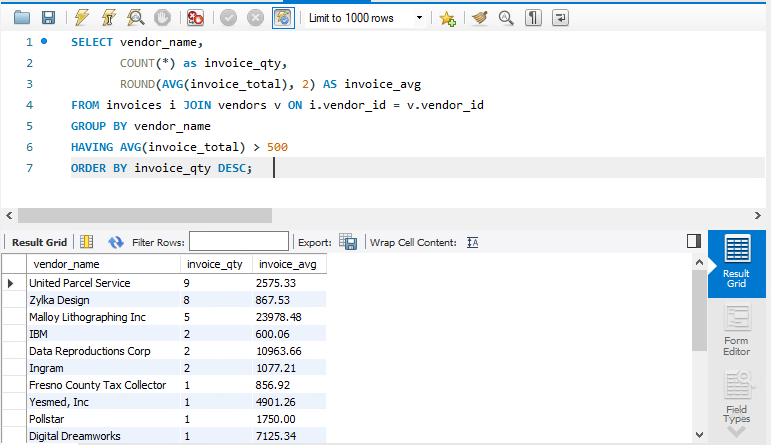 Limit to 1000 rows
1 SELECT vendor_name,
2 COUNT(*) as invoice_qty,
3 ROUND(AVG(invoice_total), 2) AS invoice_avg
4 FROM invoices i JOIN vendors v ON i.vendor_id = v.vendor_id
5 GROUP BY vendor_name
6 HAVING AVG(invoice_total) > 500
7 ORDER BY invoice_qty DESC;
Result Grid Filter Rows: Export: Wrap Cell Content: IA
vendor_name invoice_qty invoice_avg
United Parcel Service 9 2575.33
Zylka Design 8 867.53
Malloy Lithographing Inc 5 23978.48
IBM 2 600.06
Data Reproductions Corp 2 10963.66
Ingram 2 1077.21
Fresno County Tax Collector 1 856.92
Yesmed, Inc 1 4901.26
Pollstar 1 1750.00
Digital Dreamworks 1 7125.34
Result
Grid
Form
Editor
Field
Types